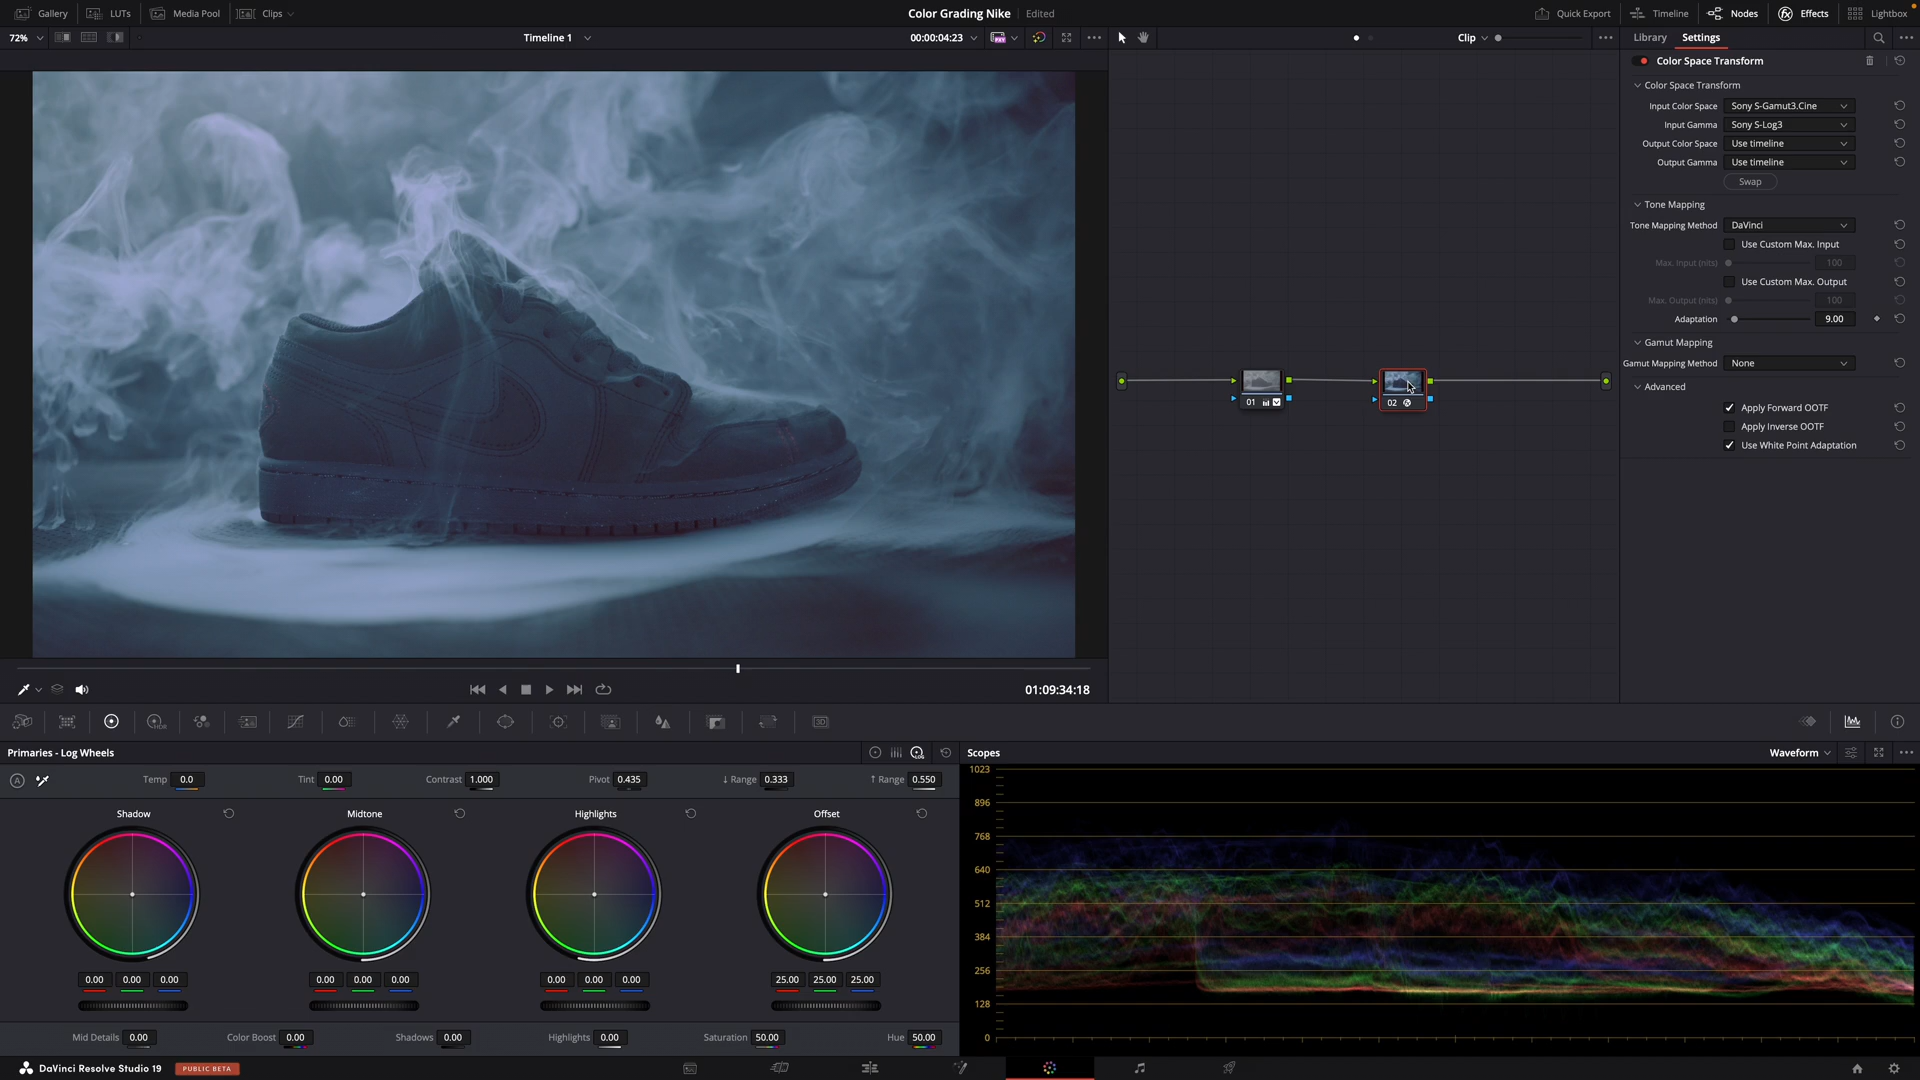 Gallery LUTs Media Pool Clips Color Grading Nike Edited Quick Export Timeline Nodes Effects Lightbox
72% Timeline 1 00:00:04:23 Clip Library Settings
Color Space Transform
Color Space Transform
Input Color Space Sony S-Gamut3.Cine
Input Gamma Sony S-Log3
Output Color Space Use timeline
Output Gamma Use timeline
Swap
Tone Mapping
Tone Mapping Method DaVinci
Use Custom Max. Input
Max. Input (nits) 100
Use Custom Max. Output
Max. Output (nits) 100
Adaptation 9.00
Gamut Mapping
Gamut Mapping Method None
Advanced
Apply Forward OOTF
Apply Inverse OOTF
Use White Point Adaptation
01 02
01:09:34:18
HDR 3D
Primaries - Log Wheels
Temp 0.0 Tint 0.00 Contrast 1.000 Pivot 0.435 ↓ Range 0.333 ↑ Range 0.550
Shadow Midtone Highlights Offset
0.00 0.00 0.00 0.00 0.00 0.00 0.00 0.00 0.00 25.00 25.00 25.00
Mid Details 0.00 Color Boost 0.00 Shadows 0.00 Highlights 0.00 Saturation 50.00 Hue 50.00
Scopes Waveform
1023
896
768
640
512
384
256
128
0
DaVinci Resolve Studio 19 PUBLIC BETA